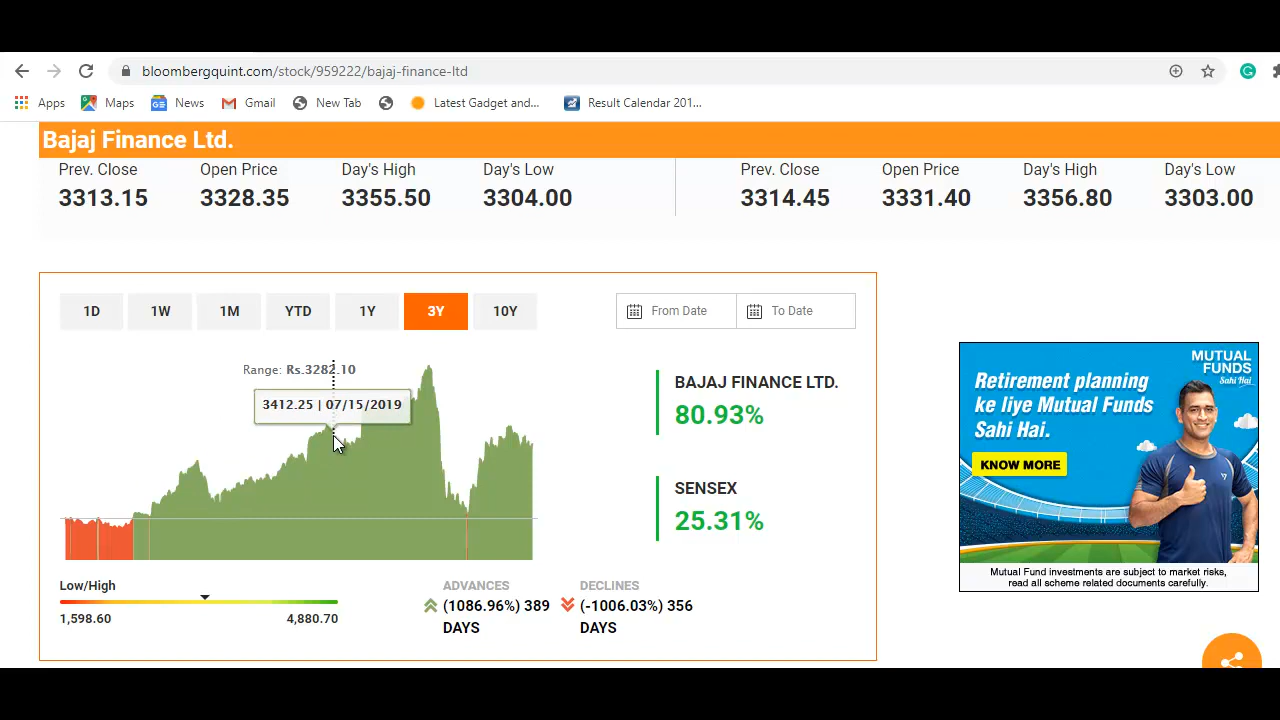 bloombergquint.com/stock/959222/bajaj-finance-ltd
Apps Maps News Gmail New Tab Latest Gadget and... Result Calendar 201...
Bajaj Finance Ltd.
Prev. Close Open Price Day's High Day's Low Prev. Close Open Price Day's High Day's Low
3313.15 3328.35 3355.50 3304.00 3314.45 3331.40 3356.80 3303.00
1D 1W 1M YTD 1Y 3Y 10Y From Date To Date
Range: Rs.3282.10
3412.25 | 07/15/2019
BAJAJ FINANCE LTD.
80.93%
SENSEX
25.31%
Low/High
1,598.60 4,880.70
ADVANCES
(1086.96%) 389
DAYS
DECLINES
(-1006.03%) 356
DAYS
MUTUAL
FUNDS
Sahi Hai
Retirement planning
ke liye Mutual Funds
Sahi Hai.
KNOW MORE
Mutual Fund investments are subject to market risks,
read all scheme related documents carefully.